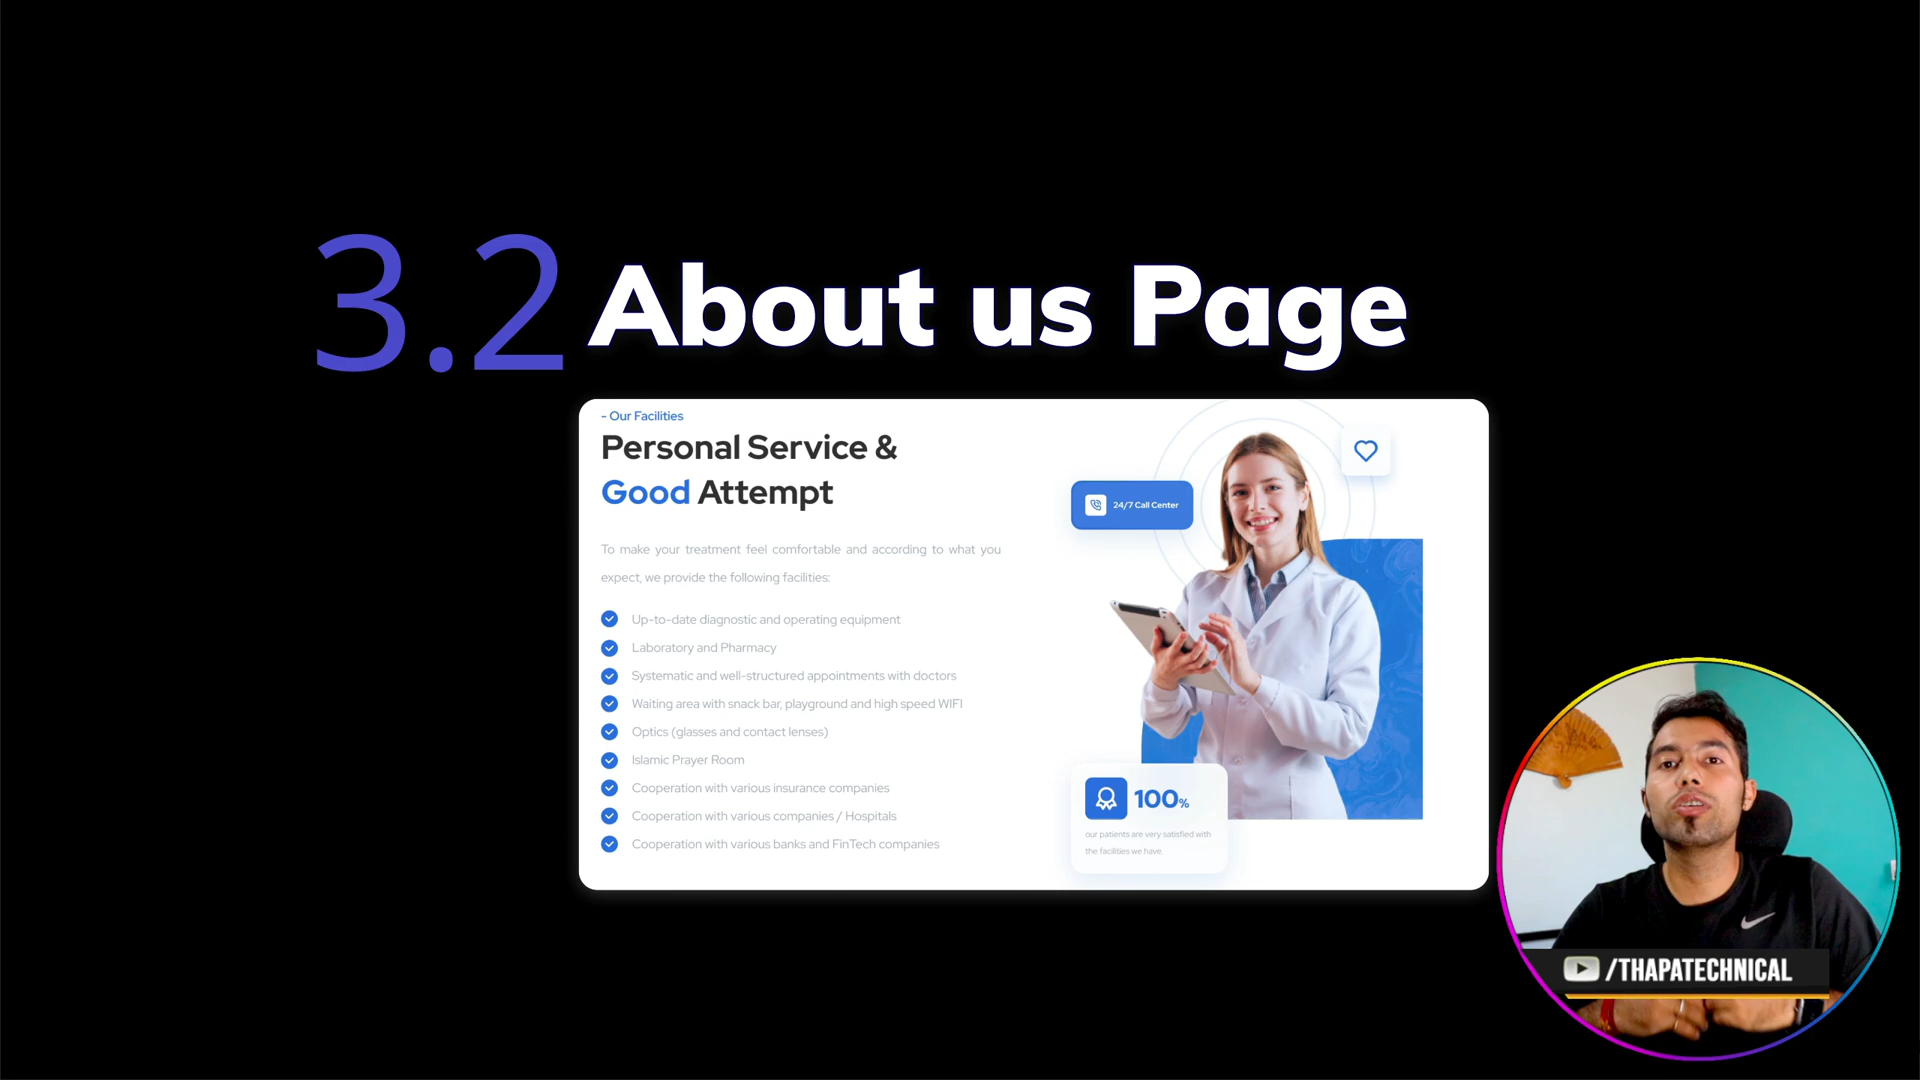 3.2 About us Page
- Our Facilities
Personal Service &
Good Attempt
To make your treatment feel comfortable and according to what you
expect, we provide the following facilities:
Up-to-date diagnostic and operating equipment
Laboratory and Pharmacy
Systematic and well-structured appointments with doctors
Waiting area with snack bar, playground and high speed WIFI
Optics (glasses and contact lenses)
Islamic Prayer Room
Cooperation with various insurance companies
Cooperation with various companies / Hospitals
Cooperation with various banks and FinTech companies
24/7 Call Center
100%
our patients are very satisfied with
the facilities we have.
/THAPATECHNICAL